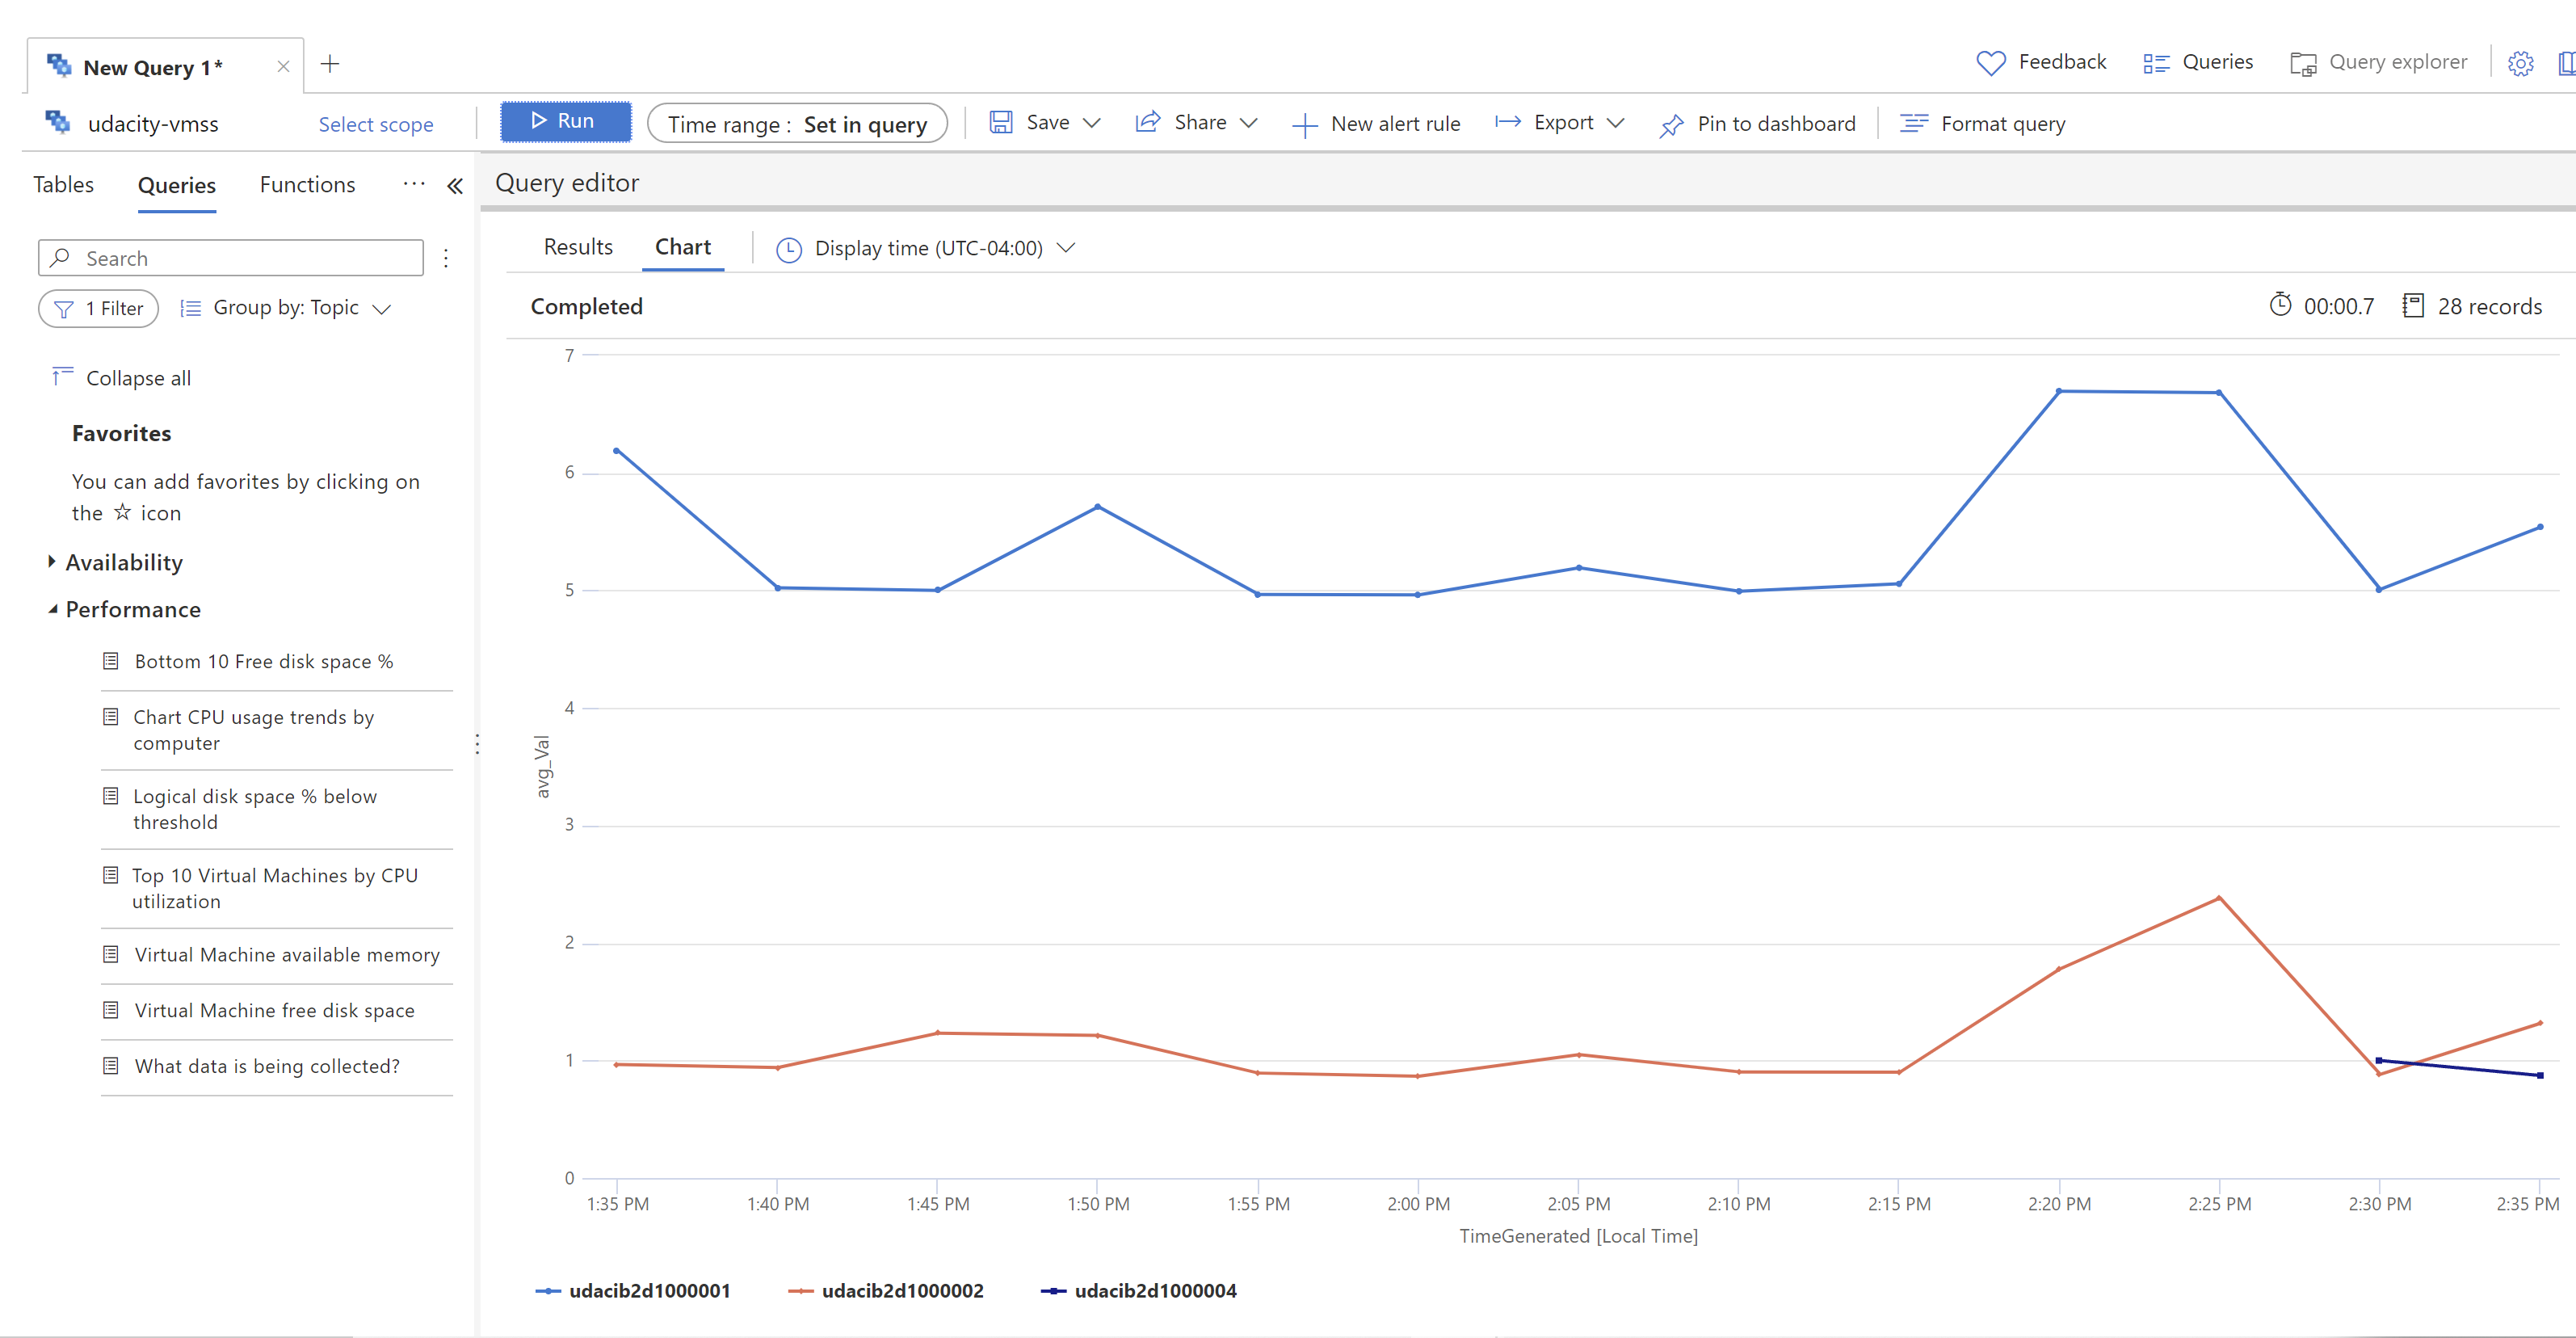 New Query 1*
Feedback
Queries
Query explorer
udacity-vmss
Select scope
Run
Time range : Set in query
Save
Share
New alert rule
Export
Pin to dashboard
Format query
Tables
Queries
Functions
Query editor
Search
1 Filter
Group by: Topic
Collapse all
Favorites
You can add favorites by clicking on
the ☆ icon
Availability
Performance
Bottom 10 Free disk space %
Chart CPU usage trends by
computer
Logical disk space % below
threshold
Top 10 Virtual Machines by CPU
utilization
Virtual Machine available memory
Virtual Machine free disk space
What data is being collected?
Results
Chart
Display time (UTC-04:00)
Completed
00:00.7
28 records
7
6
5
4
3
2
1
0
avg_Val
1:35 PM
1:40 PM
1:45 PM
1:50 PM
1:55 PM
2:00 PM
2:05 PM
2:10 PM
2:15 PM
2:20 PM
2:25 PM
2:30 PM
2:35 PM
TimeGenerated [Local Time]
udacib2d1000001
udacib2d1000002
udacib2d1000004